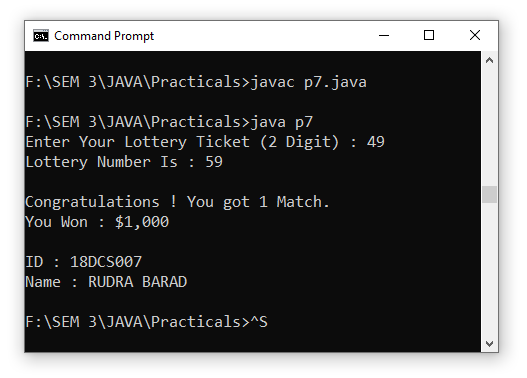 Command Prompt
F:\SEM 3\JAVA\Practicals>javac p7.java
F:\SEM 3\JAVA\Practicals>java p7
Enter Your Lottery Ticket (2 Digit) : 49
Lottery Number Is : 59
Congratulations ! You got 1 Match.
You Won : $1,000
ID : 18DCS007
Name : RUDRA BARAD
F:\SEM 3\JAVA\Practicals>^S